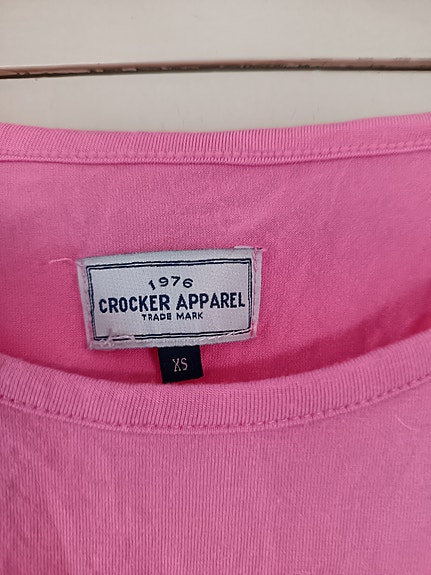 1976
CROCKER APPAREL
TRADE MARK
XS